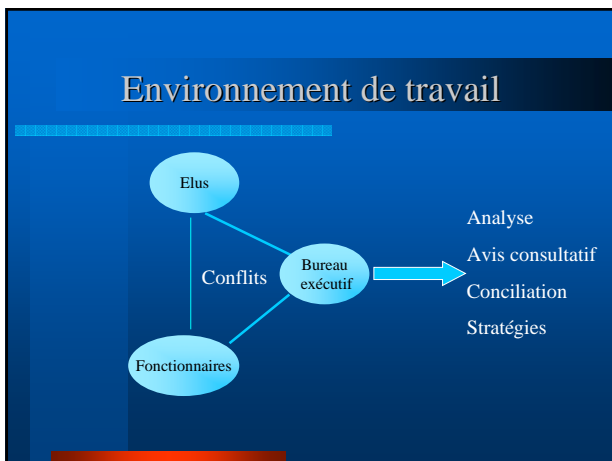 Environnement de travail
Elus
Conflits
Bureau
exécutif
Fonctionnaires
Analyse
Avis consultatif
Conciliation
Stratégies